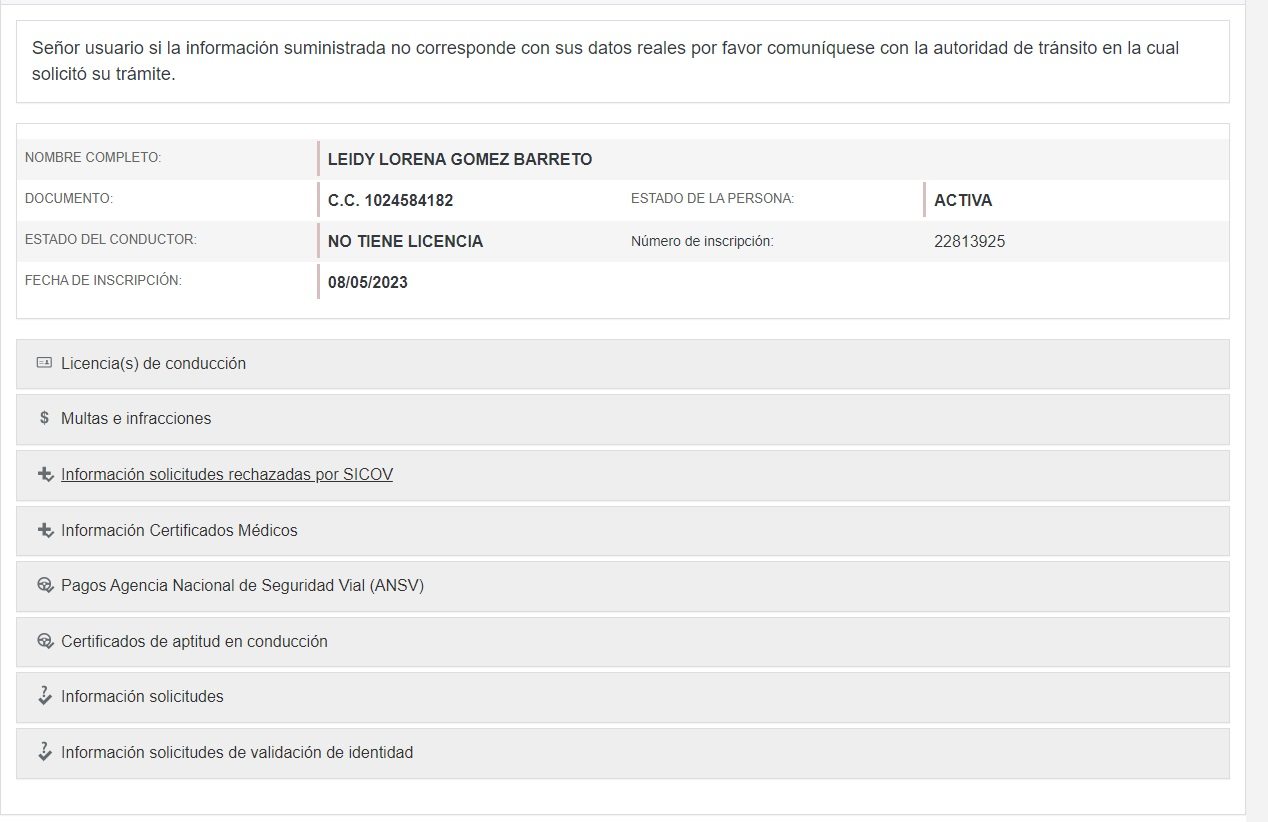 Señor usuario si la información suministrada no corresponde con sus datos reales por favor comuníquese con la autoridad de tránsito en la cual
solicitó su trámite.
NOMBRE COMPLETO: LEIDY LORENA GOMEZ BARRETO
DOCUMENTO: C.C. 1024584182 ESTADO DE LA PERSONA: ACTIVA
ESTADO DEL CONDUCTOR: NO TIENE LICENCIA Número de inscripción: 22813925
FECHA DE INSCRIPCIÓN: 08/05/2023
Licencia(s) de conducción
Multas e infracciones
Información solicitudes rechazadas por SICOV
Información Certificados Médicos
Pagos Agencia Nacional de Seguridad Vial (ANSV)
Certificados de aptitud en conducción
Información solicitudes
Información solicitudes de validación de identidad